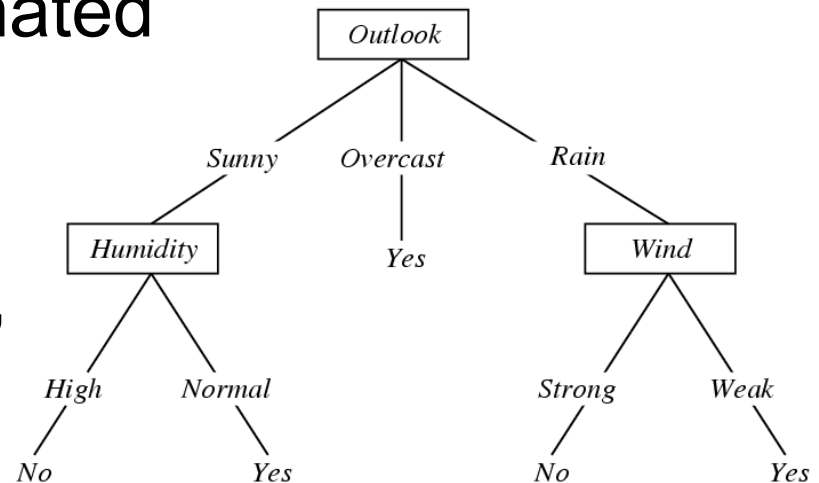 nated
Outlook
Sunny Overcast Rain
Humidity Yes Wind
,
High Normal Strong Weak
No Yes No Yes